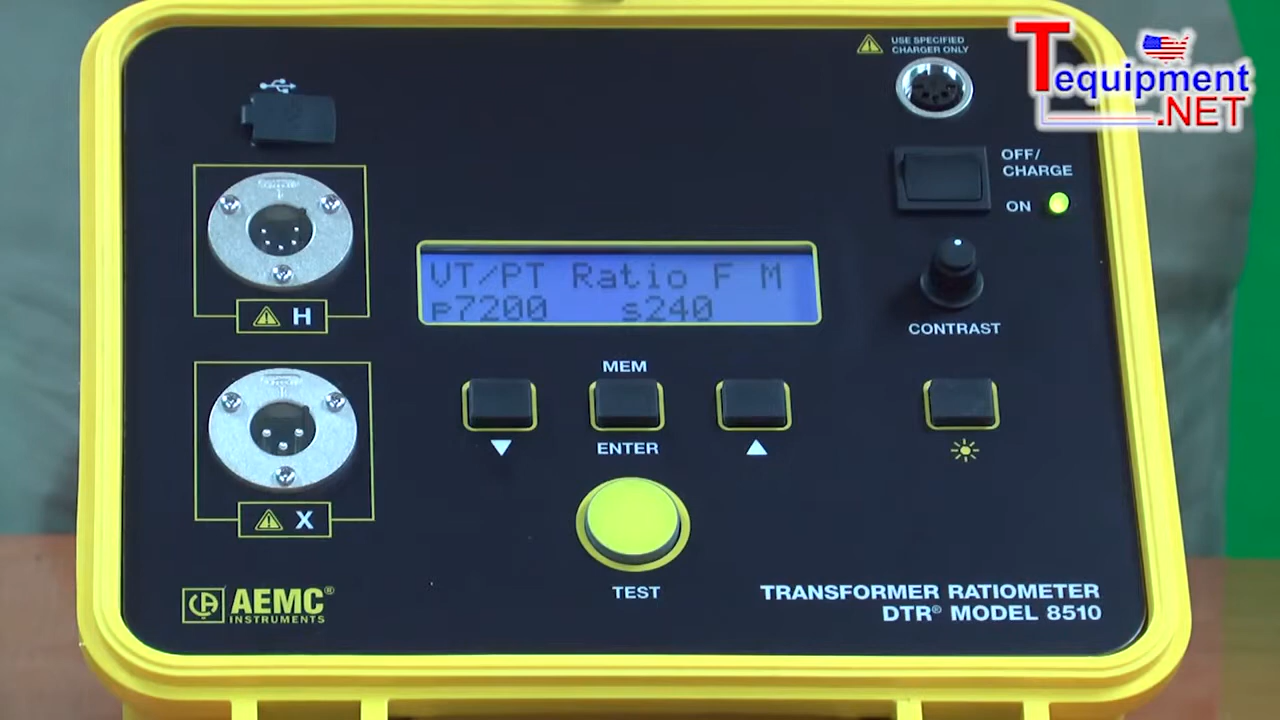 USE SPECIFIED
CHARGER ONLY
Tequipment
.NET
OFF/
CHARGE
ON
H
VT/PT Ratio F M
p7200 s240
CONTRAST
MEM
ENTER
X
TEST
AEMC®
INSTRUMENTS
TRANSFORMER RATIOMETER
DTR® MODEL 8510